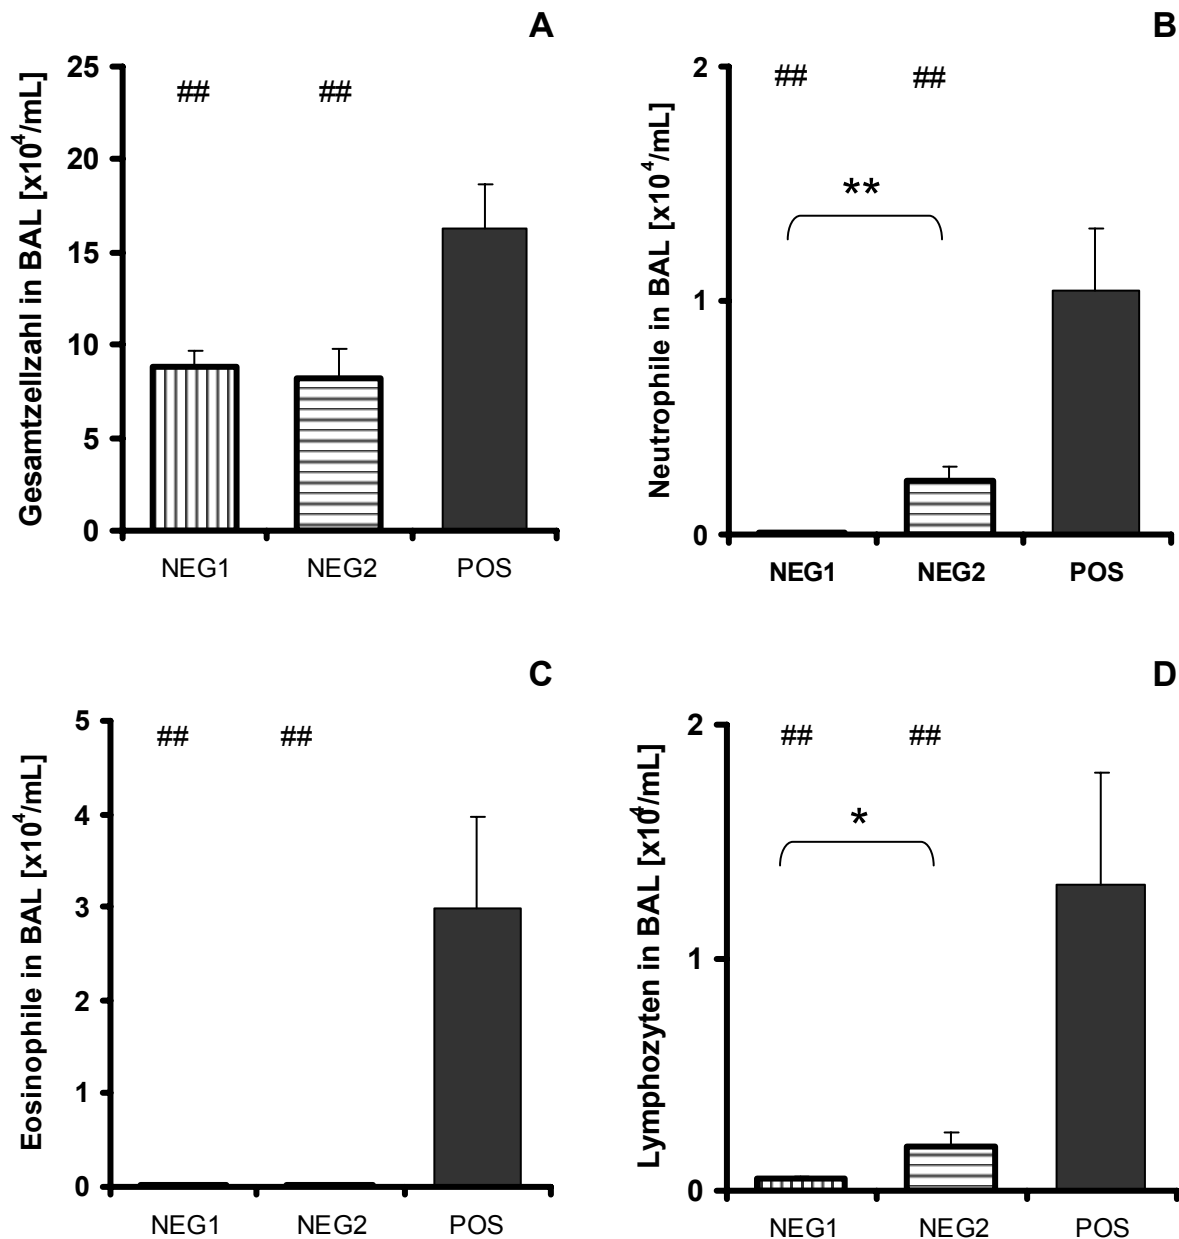 A
Gesamtzellzahl in BAL [x10⁴/mL]
25
20
15
10
5
0
## ##
NEG1 NEG2 POS
B
Neutrophile in BAL [x10⁴/mL]
2
1
0
## ##
**
NEG1 NEG2 POS
C
Eosinophile in BAL [x10⁴/mL]
5
4
3
2
1
0
## ##
NEG1 NEG2 POS
D
Lymphozyten in BAL [x10⁴/mL]
2
1
0
## ##
*
NEG1 NEG2 POS